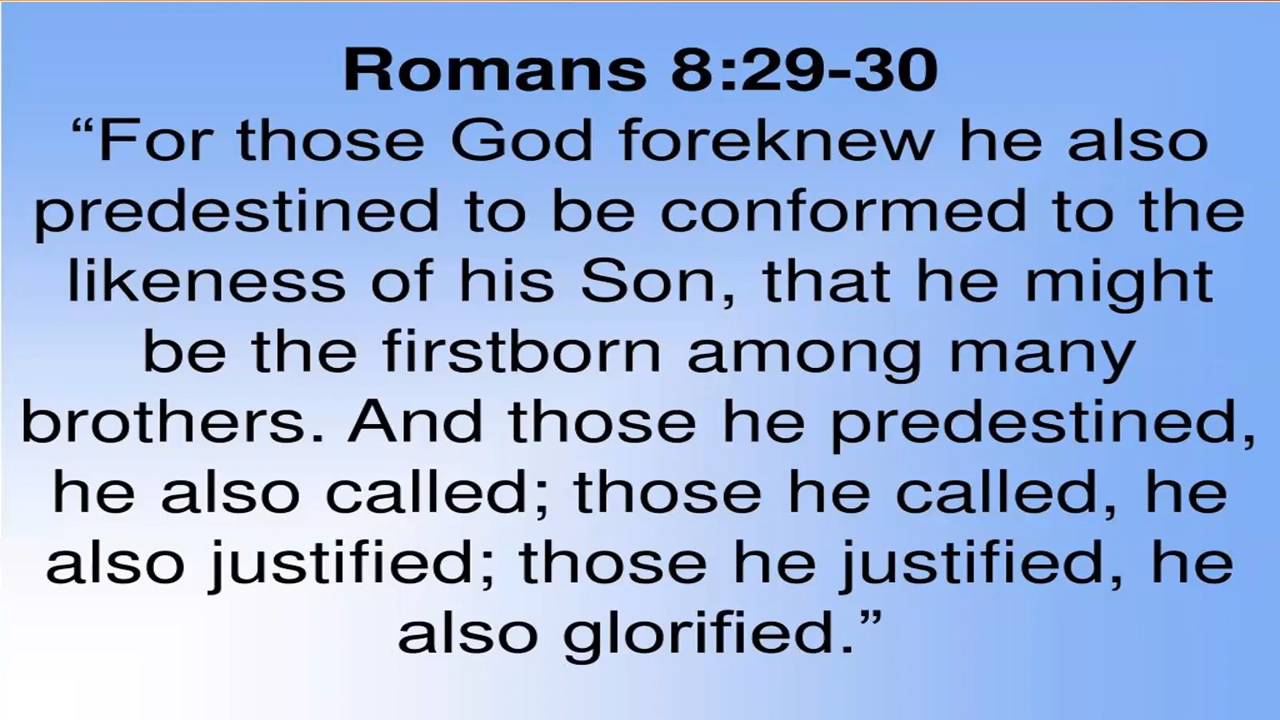 Romans 8:29-30
“For those God foreknew he also
predestined to be conformed to the
likeness of his Son, that he might
be the firstborn among many
brothers. And those he predestined,
he also called; those he called, he
also justified; those he justified, he
also glorified.”